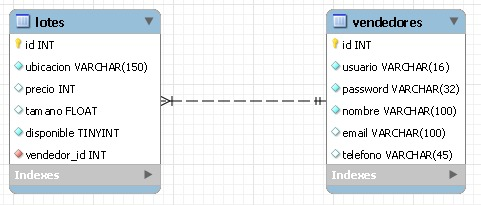 lotes
id INT
ubicacion VARCHAR(150)
precio INT
tamano FLOAT
disponible TINYINT
vendedor_id INT
Indexes
vendedores
id INT
usuario VARCHAR(16)
password VARCHAR(32)
nombre VARCHAR(100)
email VARCHAR(100)
telefono VARCHAR(45)
Indexes